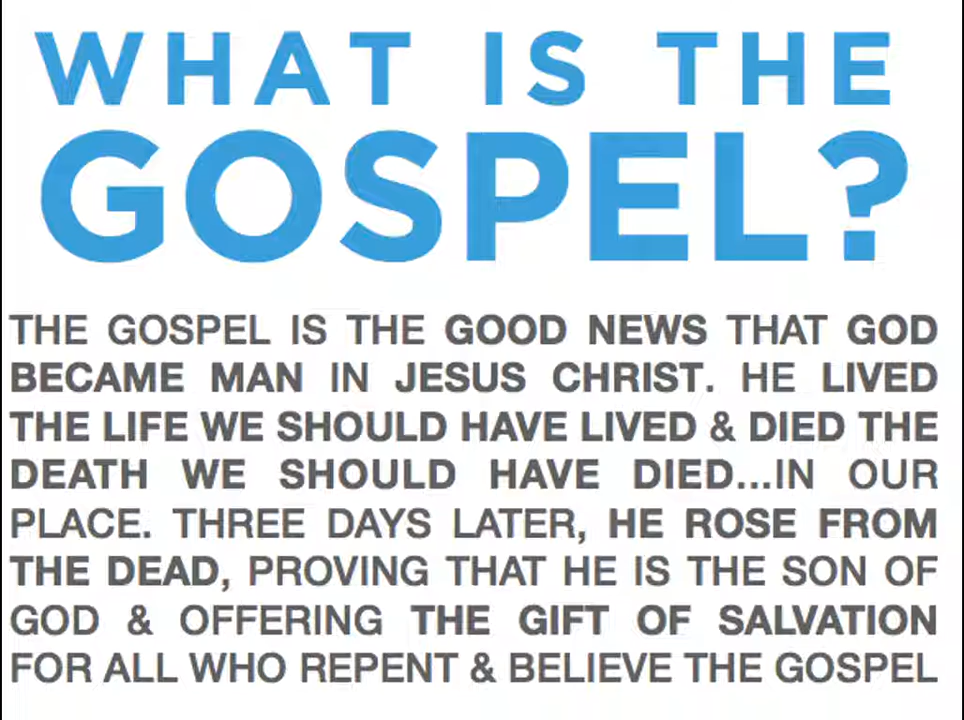 WHAT IS THE
GOSPEL?
THE GOSPEL IS THE GOOD NEWS THAT GOD
BECAME MAN IN JESUS CHRIST. HE LIVED
THE LIFE WE SHOULD HAVE LIVED & DIED THE
DEATH WE SHOULD HAVE DIED...IN OUR
PLACE. THREE DAYS LATER, HE ROSE FROM
THE DEAD, PROVING THAT HE IS THE SON OF
GOD & OFFERING THE GIFT OF SALVATION
FOR ALL WHO REPENT & BELIEVE THE GOSPEL